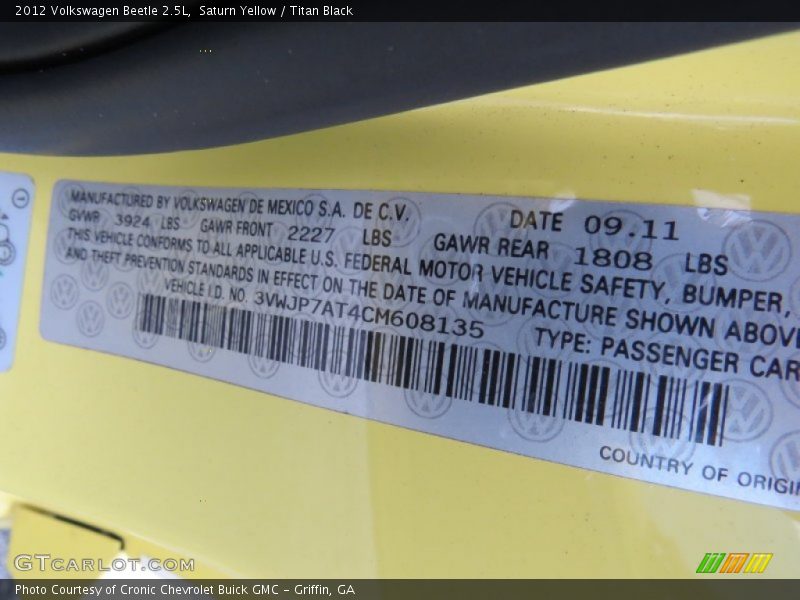 2012 Volkswagen Beetle 2.5L, Saturn Yellow / Titan Black
MANUFACTURED BY VOLKSWAGEN DE MEXICO S.A. DE C.V. DATE 09.11
GVWR 3924 LBS GAWR FRONT 2227 LBS GAWR REAR 1808 LBS
THIS VEHICLE CONFORMS TO ALL APPLICABLE U.S. FEDERAL MOTOR VEHICLE SAFETY, BUMPER,
AND THEFT PREVENTION STANDARDS IN EFFECT ON THE DATE OF MANUFACTURE SHOWN ABOVE
VEHICLE I.D. NO. 3VWJP7AT4CM608135 TYPE: PASSENGER CAR
COUNTRY OF ORIGI
GTCarLot.com
Photo Courtesy of Cronic Chevrolet Buick GMC - Griffin, GA